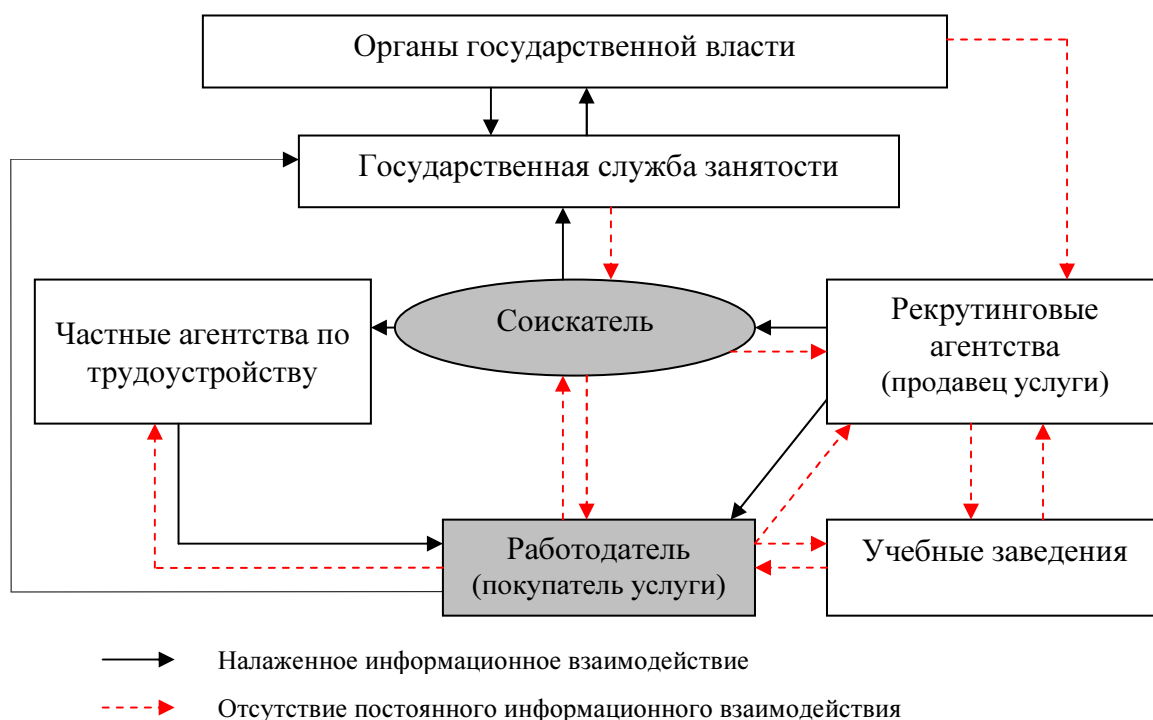 Органы государственной власти
Государственная служба занятости
Частные агентства по
трудоустройству
Соискатель
Рекрутинговые
агентства
(продавец услуги)
Работодатель
(покупатель услуги)
Учебные заведения
Налаженное информационное взаимодействие
Отсутствие постоянного информационного взаимодействия